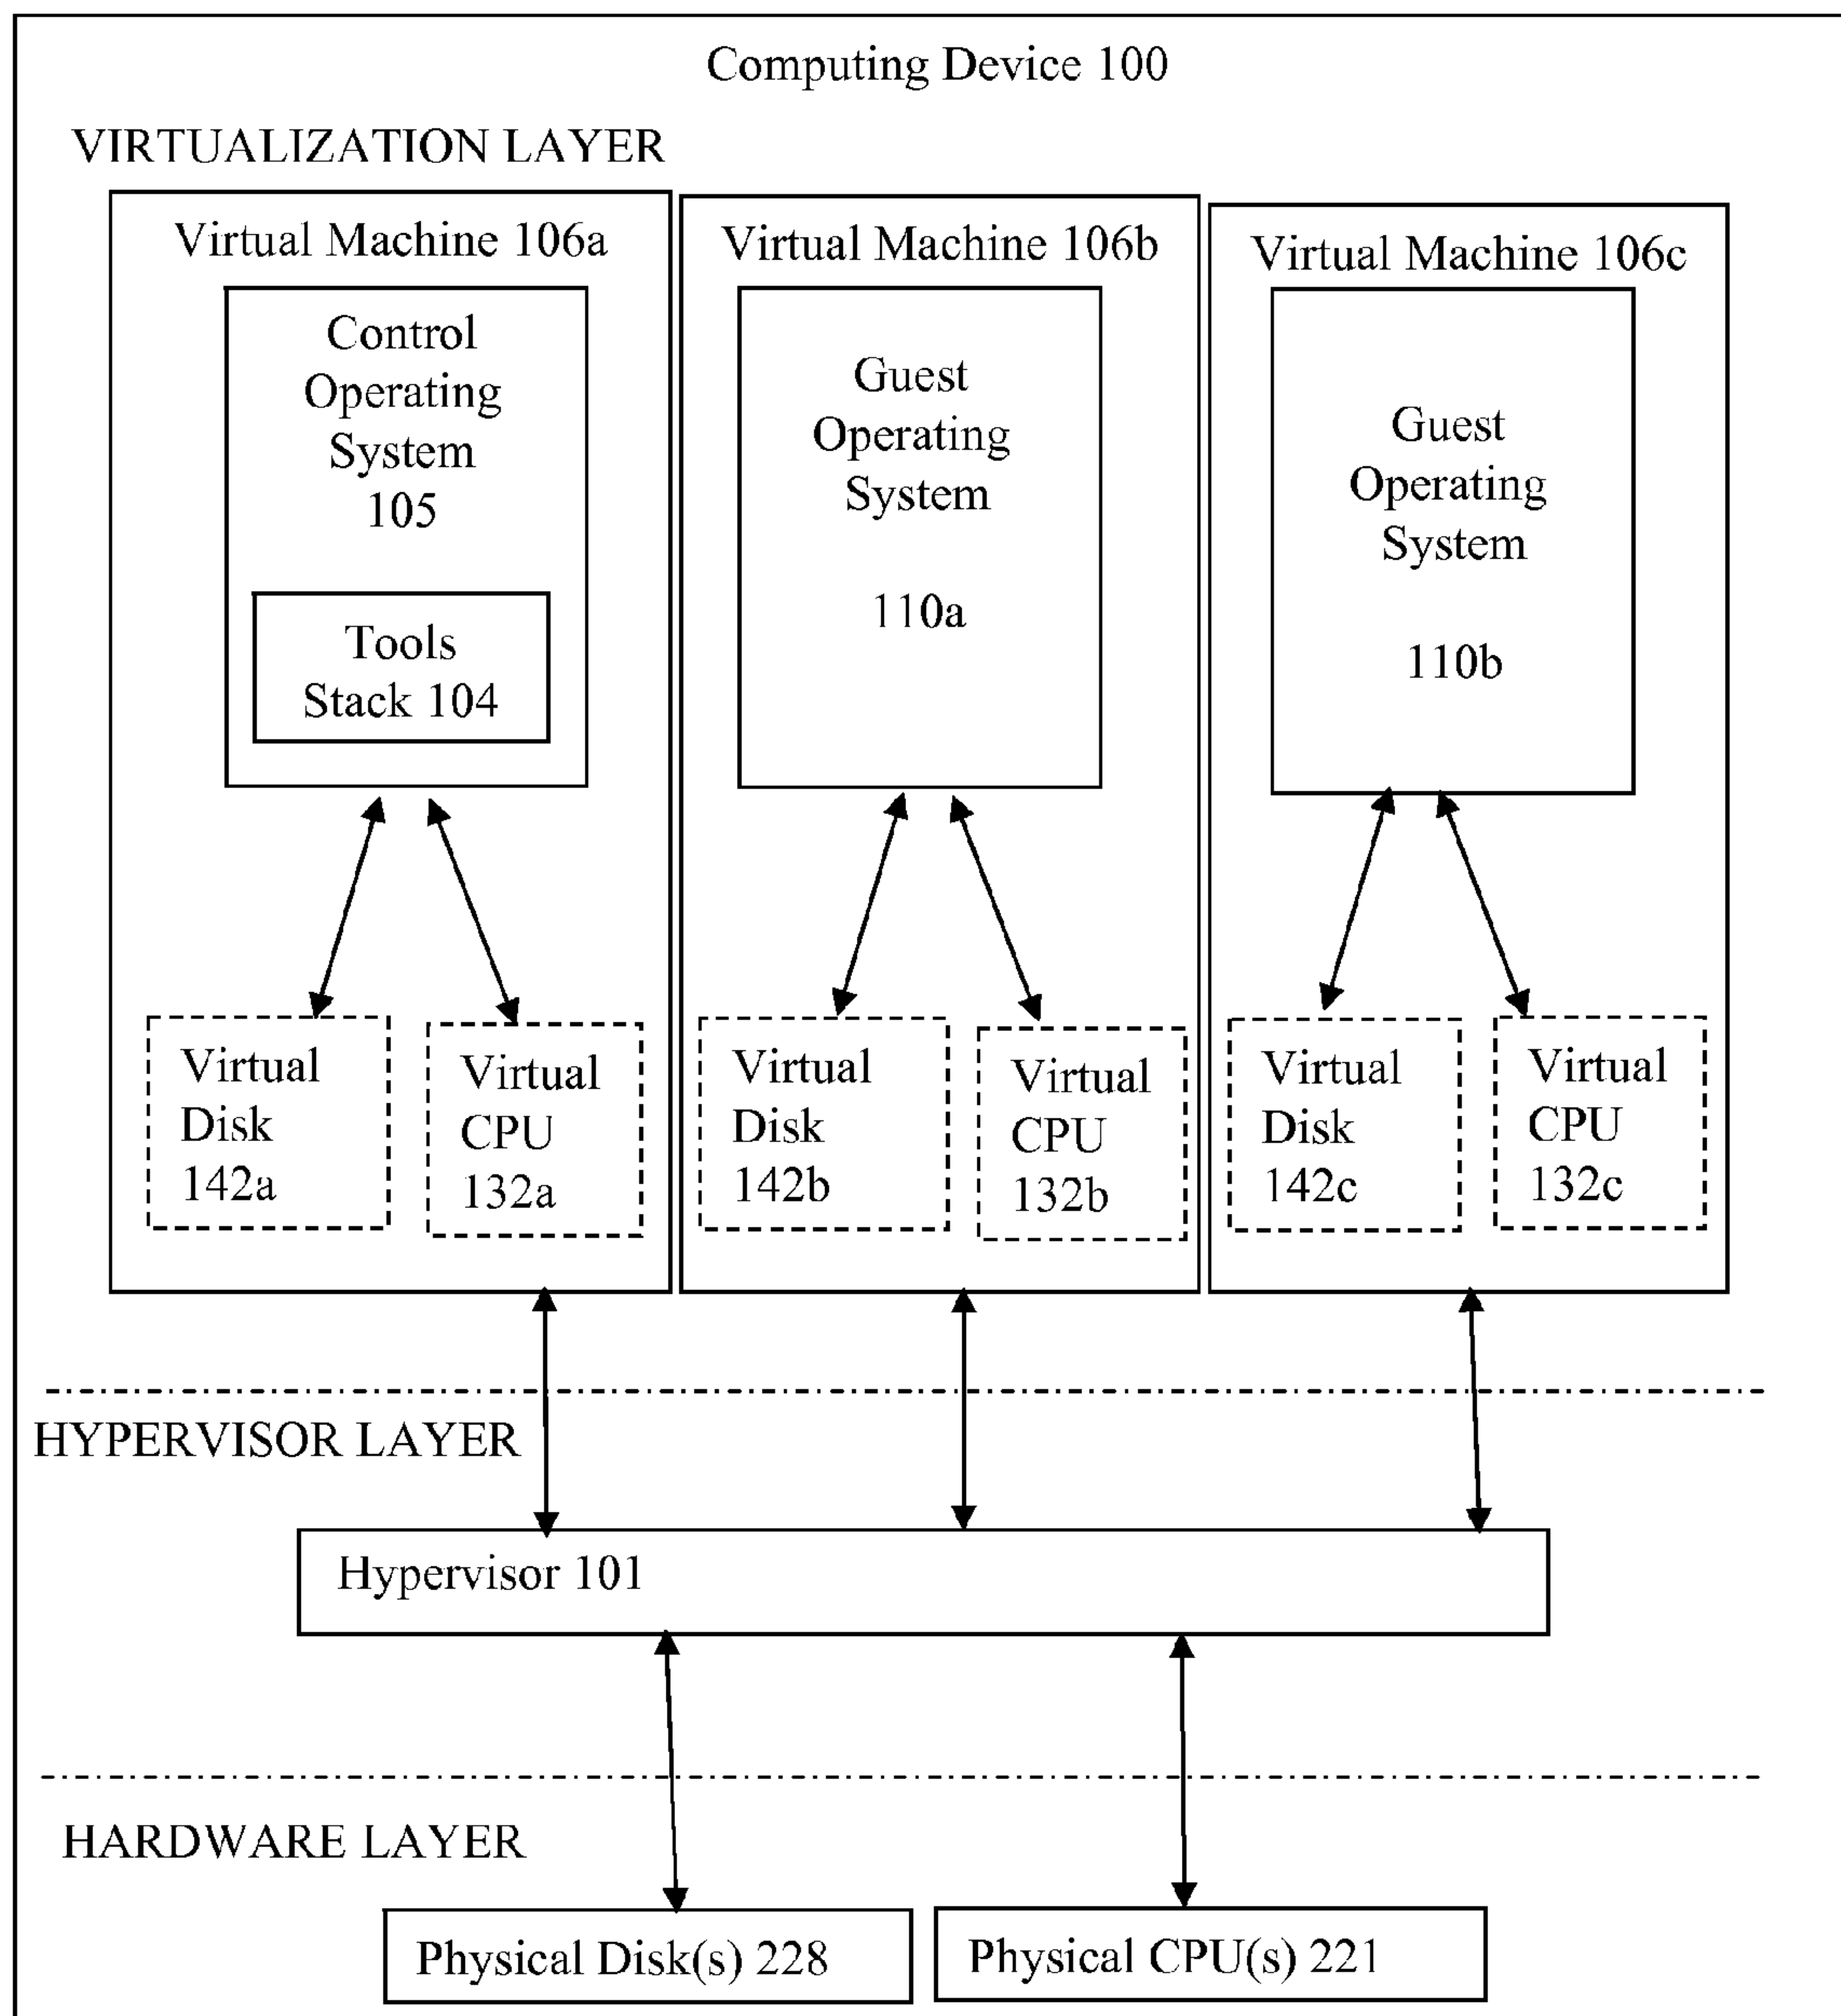 Computing Device 100
VIRTUALIZATION LAYER
Virtual Machine 106a
Control
Operating
System
105
Tools
Stack 104
Virtual
Disk
142a
Virtual
CPU
132a
Virtual Machine 106b
Guest
Operating
System
110a
Virtual
Disk
142b
Virtual
CPU
132b
Virtual Machine 106c
Guest
Operating
System
110b
Virtual
Disk
142c
Virtual
CPU
132c
HYPERVISOR LAYER
Hypervisor 101
HARDWARE LAYER
Physical Disk(s) 228
Physical CPU(s) 221